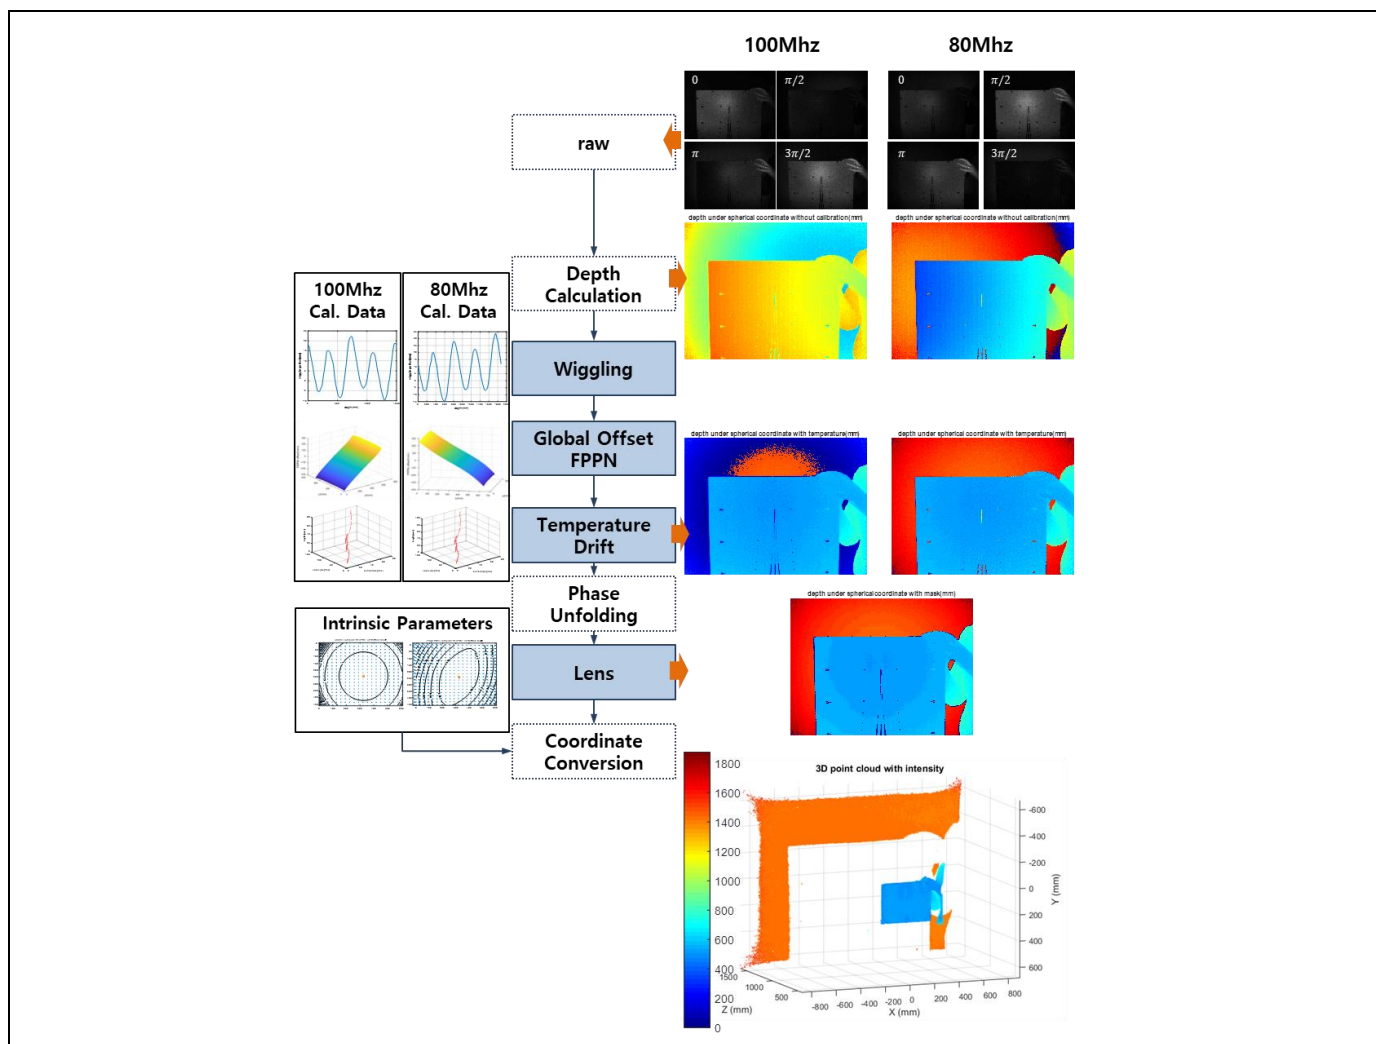 100Mhz
80Mhz
0
π/2
π
3π/2
0
π/2
π
3π/2
raw
depth under spherical coordinate without calibration(mm)
depth under spherical coordinate without calibration(mm)
Depth
Calculation
100Mhz
Cal. Data
80Mhz
Cal. Data
Wiggling
Global Offset
FPPN
depth under spherical coordinate with temperature(mm)
depth under spherical coordinate with temperature(mm)
Temperature
Drift
Phase
Unfolding
depth under spherical coordinate with mask(mm)
Intrinsic Parameters
Lens
Coordinate
Conversion
3D point cloud with intensity
1800
1600
1400
1200
1000
800
600
400
200
0
-600
-400
-200
0
200
400
600
Y (mm)
1500
1000
500
Z (mm)
-800
-600
-400
-200
0
200
400
600
800
X (mm)